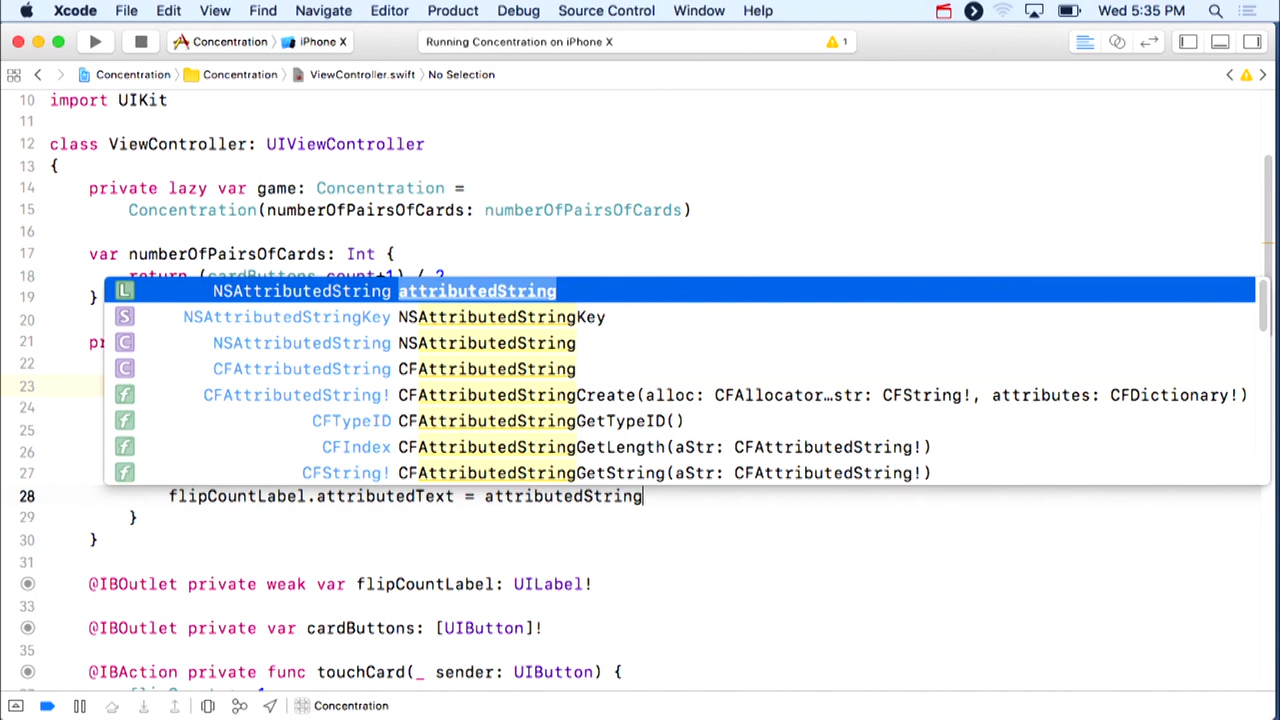 Xcode File Edit View Find Navigate Editor Product Debug Source Control Window Help Wed 5:35 PM
Concentration iPhone X Running Concentration on iPhone X 1
Concentration Concentration ViewController.swift No Selection
10 import UIKit
11
12 class ViewController: UIViewController
13 {
14 private lazy var game: Concentration =
15 Concentration(numberOfPairsOfCards: numberOfPairsOfCards)
16
17 var numberOfPairsOfCards: Int {
18 return (cardButtons.count+1) / 2
19 }
20
21 pr
22
23
24
25
26
27
L NSAttributedString attributedString
S NSAttributedStringKey NSAttributedStringKey
C NSAttributedString NSAttributedString
C CFAttributedString CFAttributedString
f CFAttributedString! CFAttributedStringCreate(alloc: CFAllocator…str: CFString!, attributes: CFDictionary!)
f CFTypeID CFAttributedStringGetTypeID()
f CFIndex CFAttributedStringGetLength(aStr: CFAttributedString!)
f CFString! CFAttributedStringGetString(aStr: CFAttributedString!)
28 flipCountLabel.attributedText = attributedString
29 }
30 }
31
@IBOutlet private weak var flipCountLabel: UILabel!
33
@IBOutlet private var cardButtons: [UIButton]!
35
@IBAction private func touchCard(_ sender: UIButton) {
Concentration